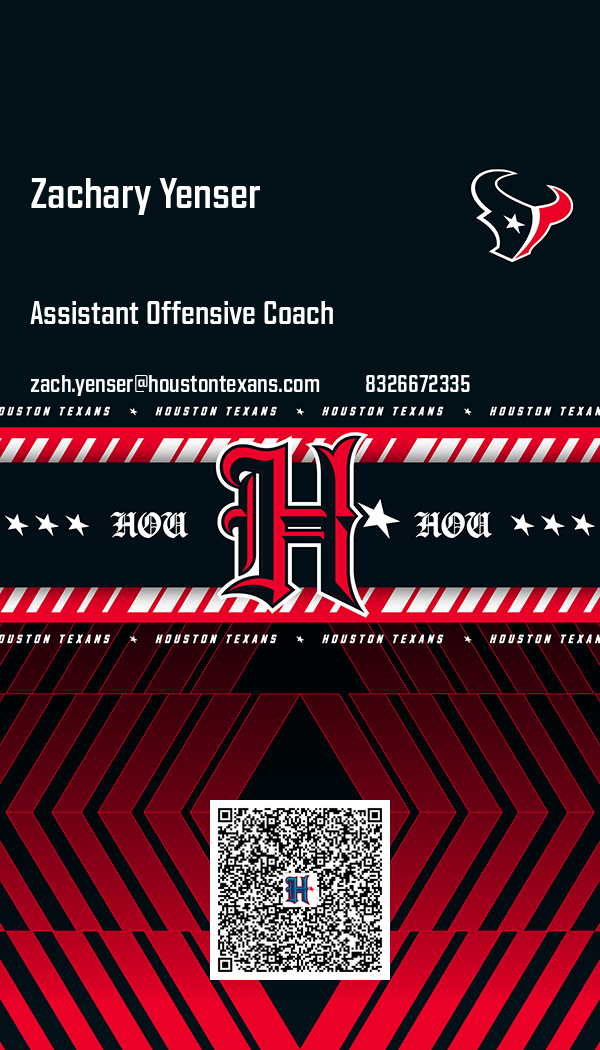 Zachary Yenser
Assistant Offensive Coach
zach.yenser@houstontexans.com 8326672335
OUSTON TEXANS ★ HOUSTON TEXANS ★ HOUSTON TEXANS ★ HOUSTON TEXAN
★ ★ ★ HOU H★ HOU ★ ★ ★
OUSTON TEXANS ★ HOUSTON TEXANS ★ HOUSTON TEXANS ★ HOUSTON TEXAN
H